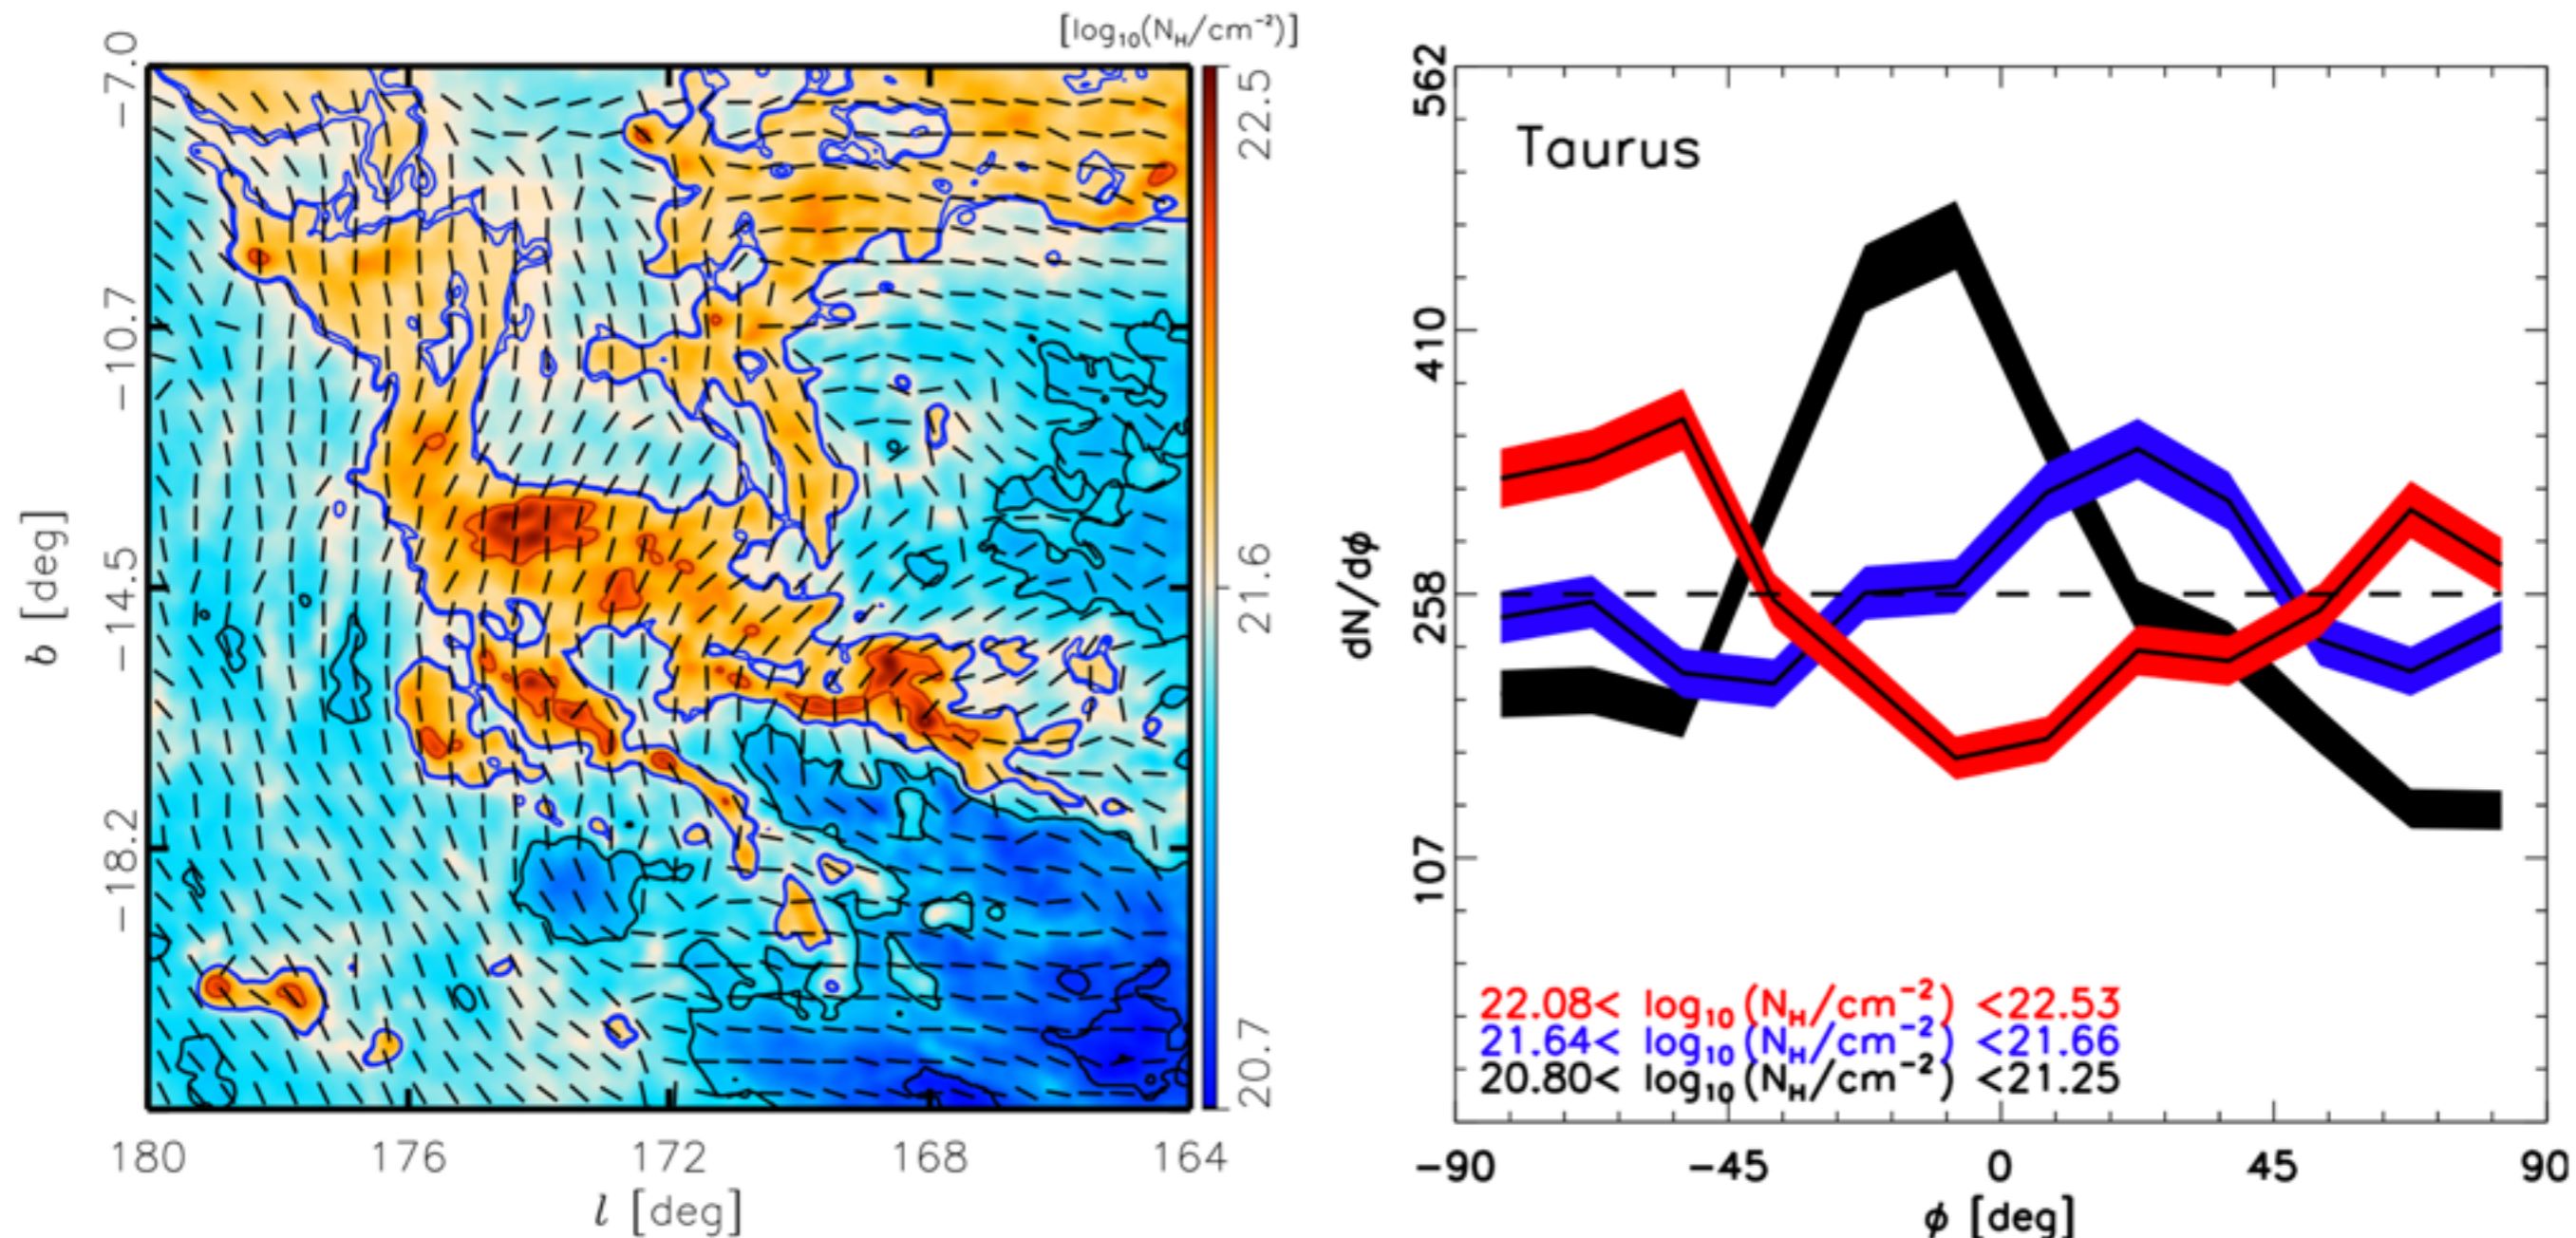 [log₁₀(N_H/cm⁻²)]
−7.0
−10.7
−14.5
−18.2
b [deg]
180 176 172 168 164
l [deg]
22.5
21.6
20.7
Taurus
562
410
258
107
dN/dϕ
22.08< log₁₀(N_H/cm⁻²) <22.53
21.64< log₁₀(N_H/cm⁻²) <21.66
20.80< log₁₀(N_H/cm⁻²) <21.25
−90 −45 0 45 90
ϕ [deg]